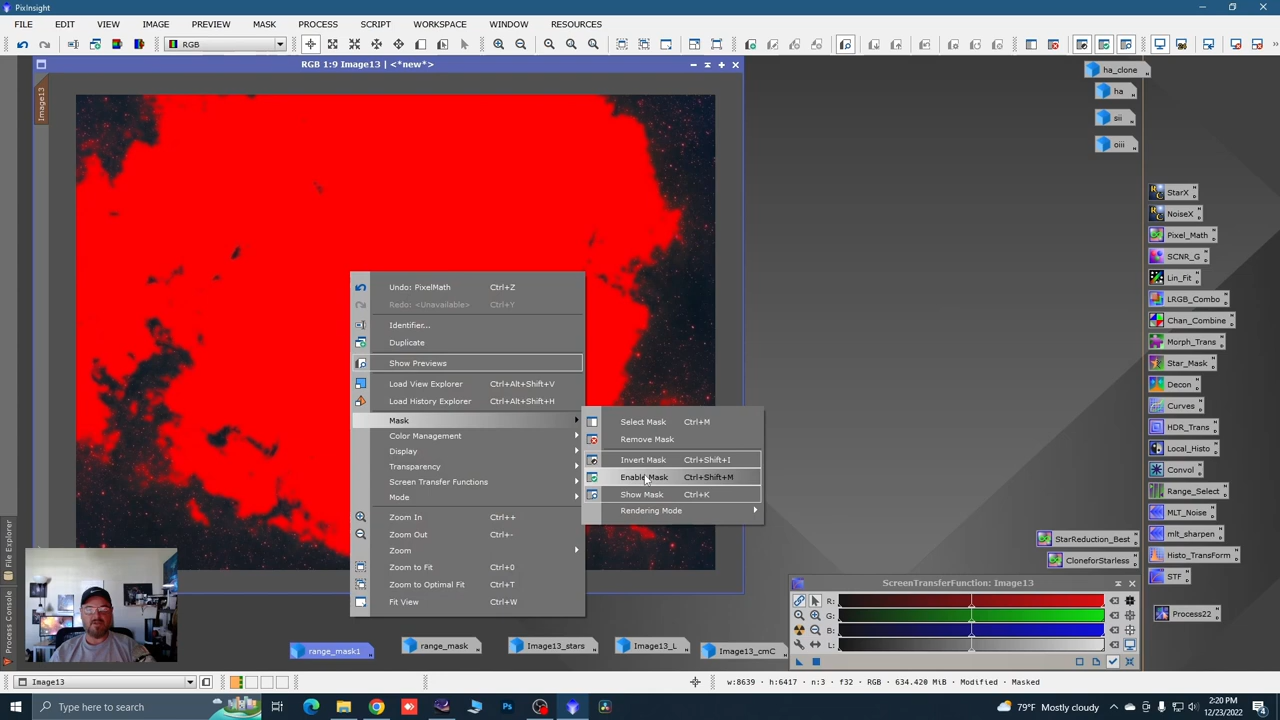 PixInsight
FILE EDIT VIEW IMAGE PREVIEW MASK PROCESS SCRIPT WORKSPACE WINDOW RESOURCES
RGB
RGB 1:9 Image13 | <*new*>
Image13
ha_clone
ha
sii
oiii
StarX
NoiseX
Pixel_Math
SCNR_G
Lin_Fit
LRGB_Combo
Chan_Combine
Morph_Trans
Star_Mask
Decon
Curves
HDR_Trans
Local_Histo
Convol
Range_Select
MLT_Noise
mlt_sharpen
Histo_TransForm
STF
Process22
Undo: PixelMath Ctrl+Z
Redo: <Unavailable> Ctrl+Y
Identifier...
Duplicate
Show Previews
Load View Explorer Ctrl+Alt+Shift+V
Load History Explorer Ctrl+Alt+Shift+H
Mask
Color Management
Display
Transparency
Screen Transfer Functions
Mode
Zoom In Ctrl++
Zoom Out Ctrl+-
Zoom
Zoom to Fit Ctrl+0
Zoom to Optimal Fit Ctrl+T
Fit View Ctrl+W
Select Mask Ctrl+M
Remove Mask
Invert Mask Ctrl+Shift+I
Enable Mask Ctrl+Shift+M
Show Mask Ctrl+K
Rendering Mode
StarReduction_Best
CloneforStarless
ScreenTransferFunction: Image13
R:
G:
B:
L:
File Explorer
Process Console
range_mask1
range_mask
Image13_stars
Image13_L
Image13_cmC
Image13
w:8639 · h:6417 · n:3 · f32 · RGB · 634.420 MiB · Modified · Masked
Type here to search
Ps
79°F Mostly cloudy
2:20 PM
12/23/2022
4